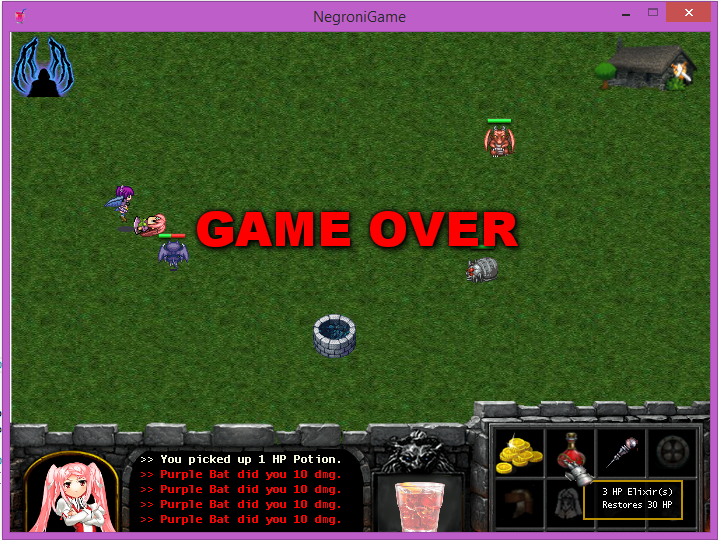 NegroniGame
GAME OVER
>> You picked up 1 HP Potion.
>> Purple Bat did you 10 dmg.
>> Purple Bat did you 10 dmg.
>> Purple Bat did you 10 dmg.
>> Purple Bat did you 10 dmg.
3 HP Elixir(s)
Restores 30 HP